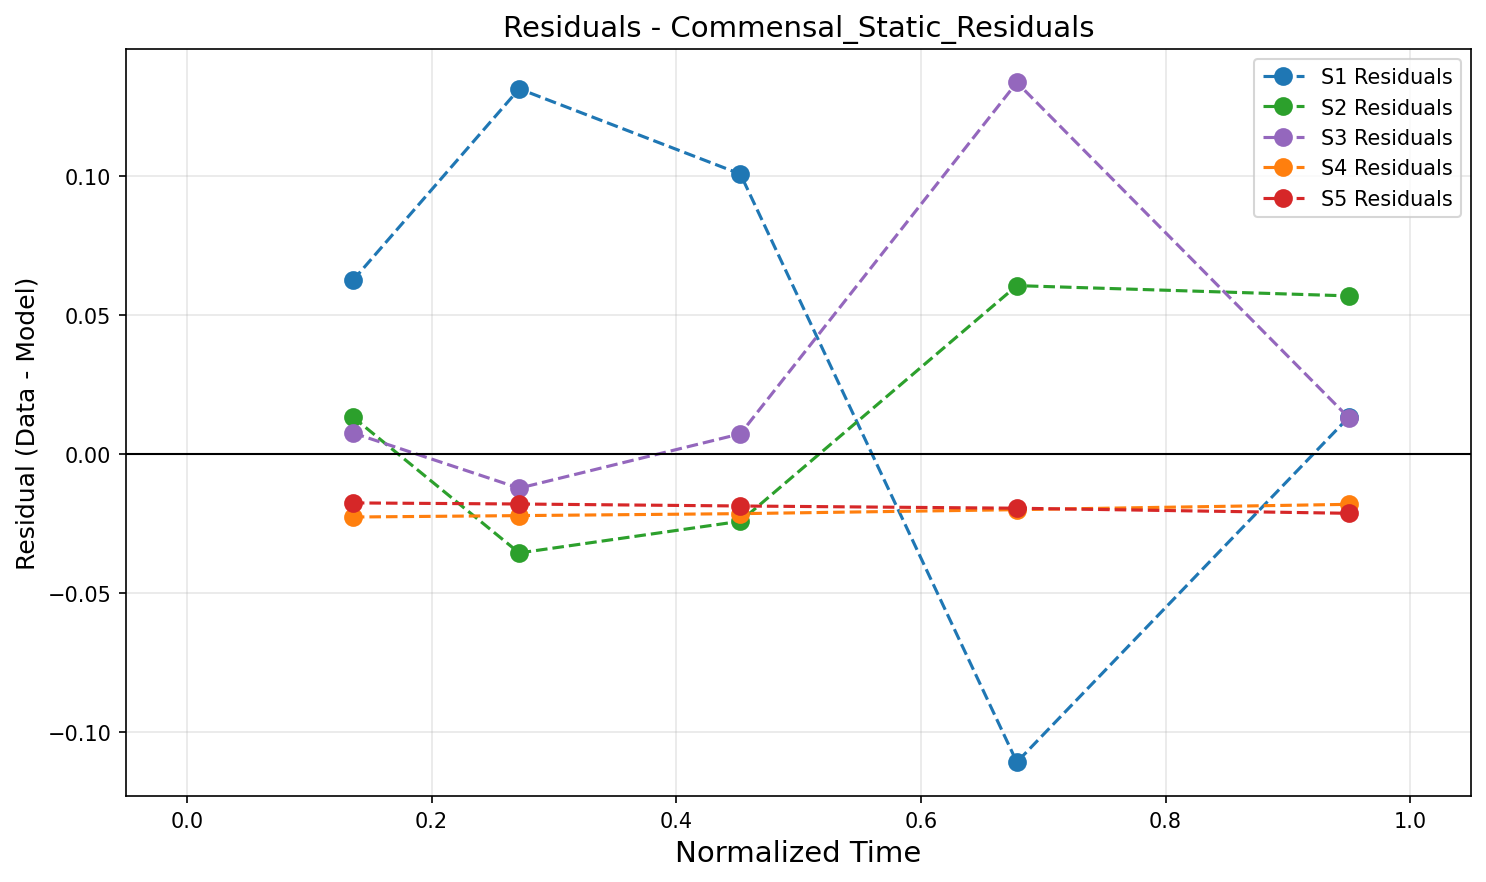 Residuals - Commensal_Static_Residuals
S1 Residuals
S2 Residuals
S3 Residuals
S4 Residuals
S5 Residuals
Residual (Data - Model)
0.10
0.05
0.00
−0.05
−0.10
0.0 0.2 0.4 0.6 0.8 1.0
Normalized Time